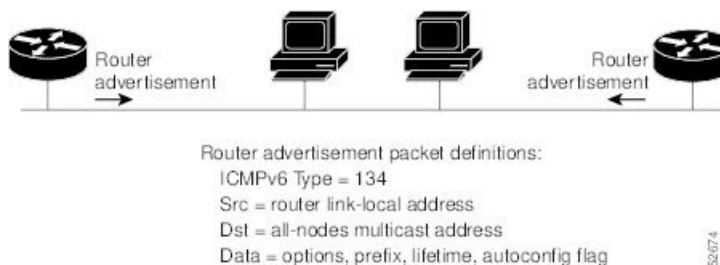 Router
advertisement
Router
advertisement
Router advertisement packet definitions:
ICMPv6 Type = 134
Src = router link-local address
Dst = all-nodes multicast address
Data = options, prefix, lifetime, autoconfig flag
52674